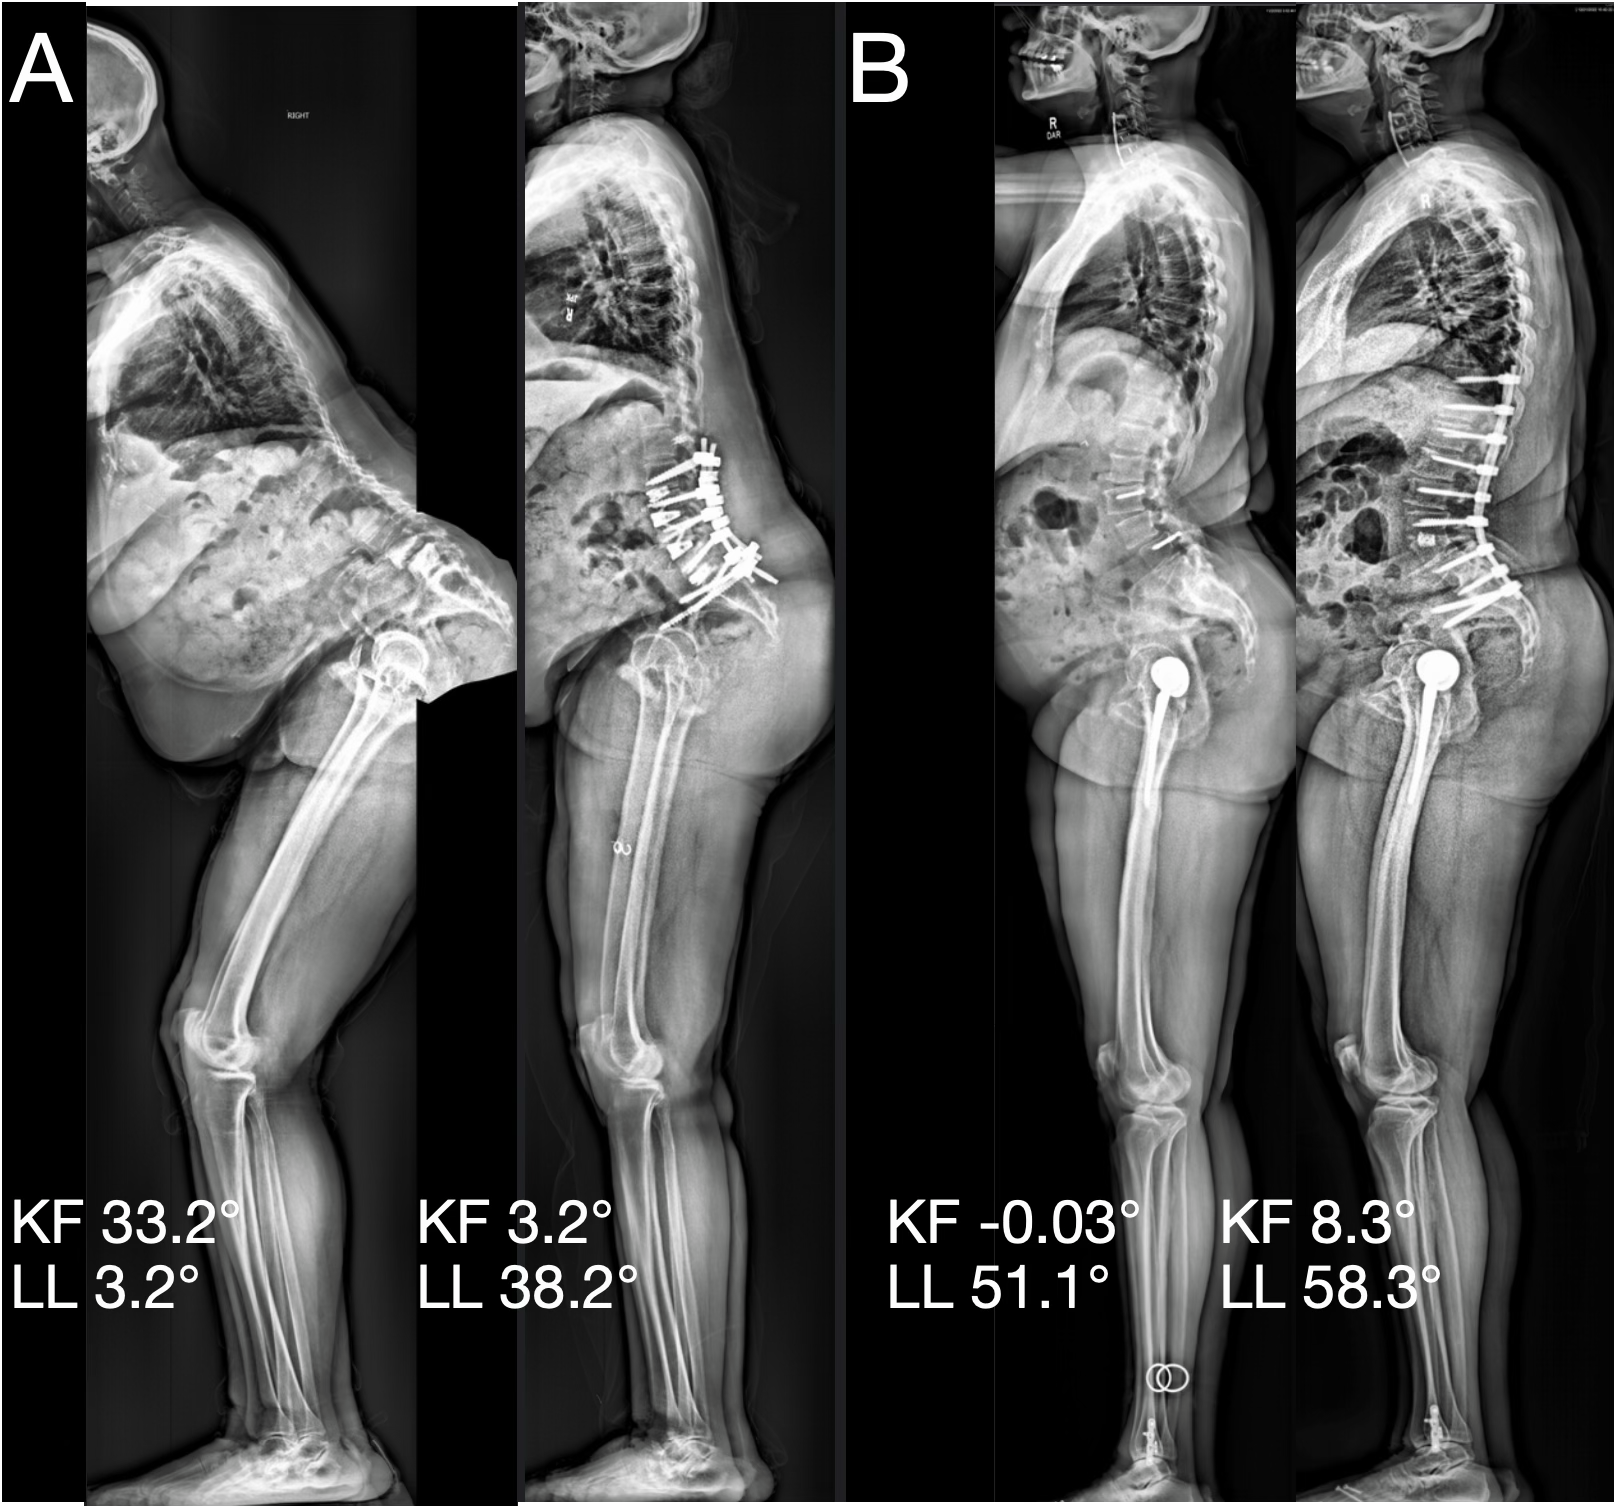 A
B
RIGHT
R
DAR
KF 33.2°
LL 3.2°
KF 3.2°
LL 38.2°
KF -0.03°
LL 51.1°
KF 8.3°
LL 58.3°